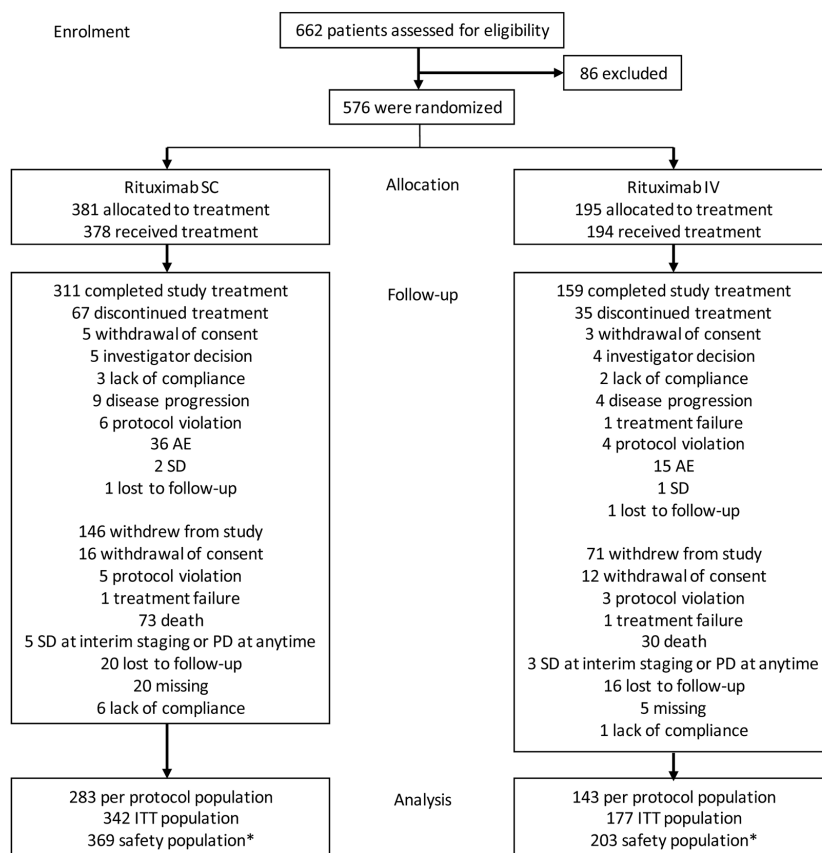 Enrolment
662 patients assessed for eligibility
86 excluded
576 were randomized
Allocation
Rituximab SC
381 allocated to treatment
378 received treatment
Rituximab IV
195 allocated to treatment
194 received treatment
Follow-up
311 completed study treatment
67 discontinued treatment
5 withdrawal of consent
5 investigator decision
3 lack of compliance
9 disease progression
6 protocol violation
36 AE
2 SD
1 lost to follow-up
146 withdrew from study
16 withdrawal of consent
5 protocol violation
1 treatment failure
73 death
5 SD at interim staging or PD at anytime
20 lost to follow-up
20 missing
6 lack of compliance
159 completed study treatment
35 discontinued treatment
3 withdrawal of consent
4 investigator decision
2 lack of compliance
4 disease progression
1 treatment failure
4 protocol violation
15 AE
1 SD
1 lost to follow-up
71 withdrew from study
12 withdrawal of consent
3 protocol violation
1 treatment failure
30 death
3 SD at interim staging or PD at anytime
16 lost to follow-up
5 missing
1 lack of compliance
Analysis
283 per protocol population
342 ITT population
369 safety population*
143 per protocol population
177 ITT population
203 safety population*